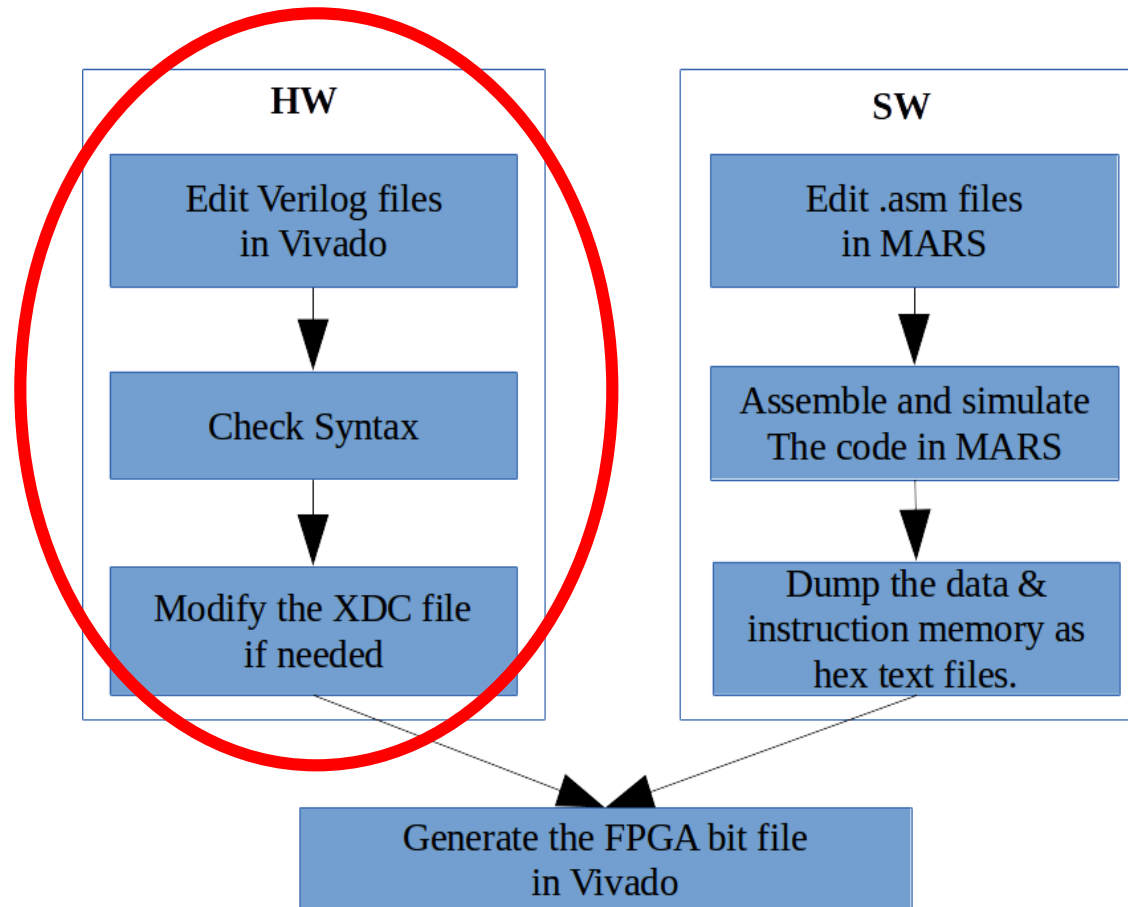 HW
Edit Verilog files
in Vivado
Check Syntax
Modify the XDC file
if needed
SW
Edit .asm files
in MARS
Assemble and simulate
The code in MARS
Dump the data &
instruction memory as
hex text files.
Generate the FPGA bit file
in Vivado